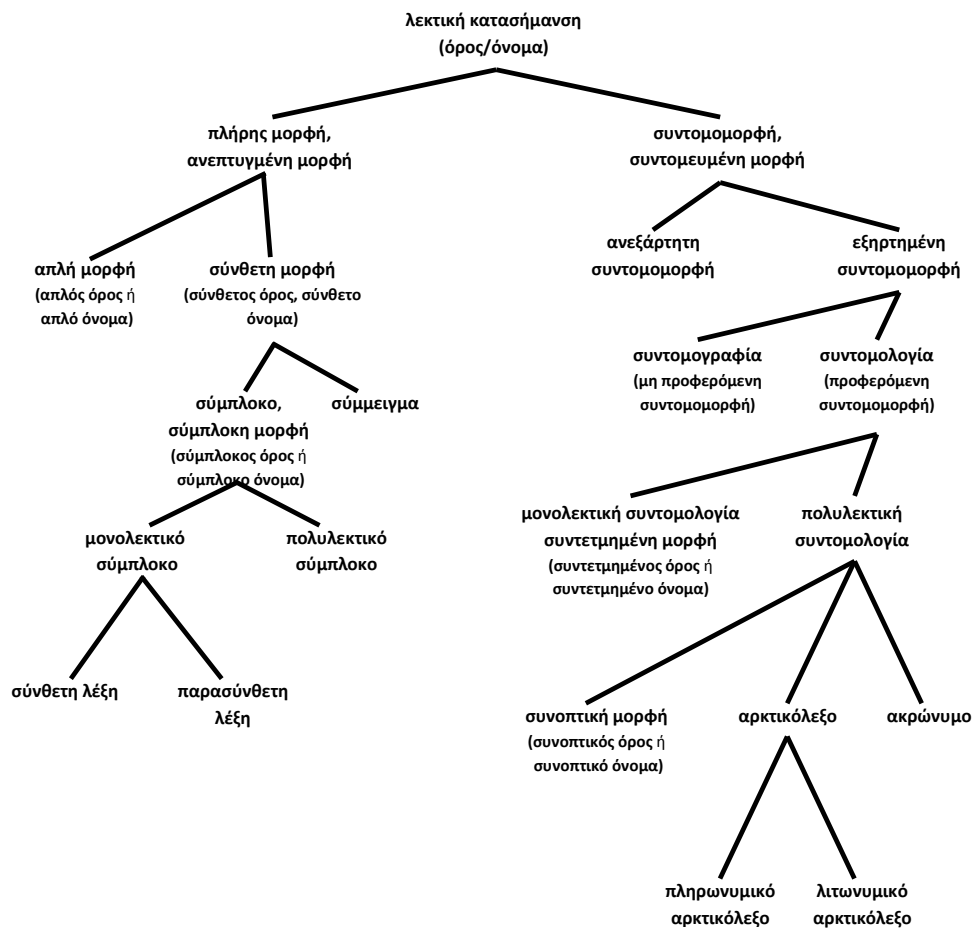 λεκτική κατασήμανση
(όρος/όνομα)
πλήρης μορφή,
ανεπτυγμένη μορφή
συντομομορφή,
συντομευμένη μορφή
απλή μορφή
(απλός όρος ή
απλό όνομα)
σύνθετη μορφή
(σύνθετος όρος, σύνθετο
όνομα)
ανεξάρτητη
συντομομορφή
εξηρτημένη
συντομομορφή
συντομογραφία
(μη προφερόμενη
συντομομορφή)
συντομολογία
(προφερόμενη
συντομομορφή)
σύμπλοκο,
σύμπλοκη μορφή
(σύμπλοκος όρος ή
σύμπλοκο όνομα)
σύμμειγμα
μονολεκτικό
σύμπλοκο
πολυλεκτικό
σύμπλοκο
μονολεκτική συντομολογία
συντετμημένη μορφή
(συντετμημένος όρος ή
συντετμημένο όνομα)
πολυλεκτική
συντομολογία
σύνθετη λέξη
παρασύνθετη
λέξη
συνοπτική μορφή
(συνοπτικός όρος ή
συνοπτικό όνομα)
αρκτικόλεξο
ακρώνυμο
πληρωνυμικό
αρκτικόλεξο
λιτωνυμικό
αρκτικόλεξο